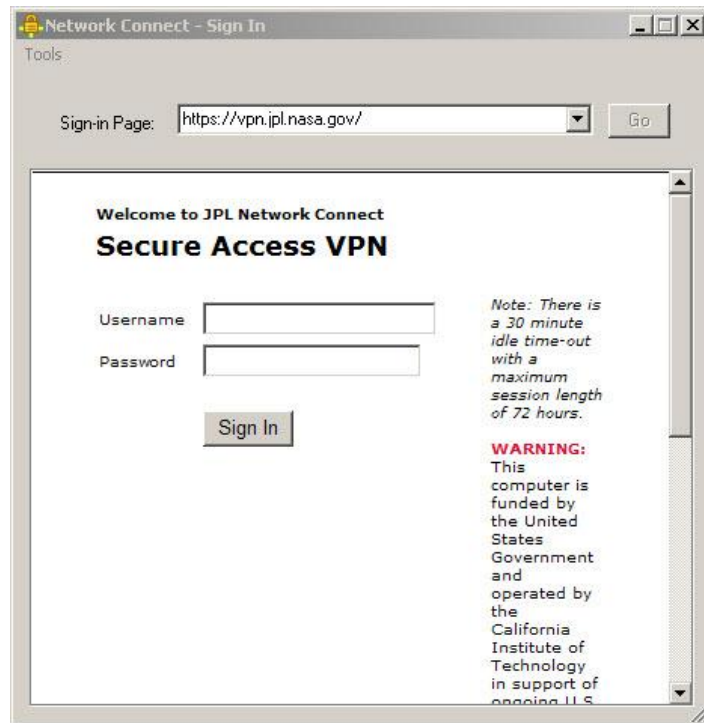 Network Connect - Sign In
Tools
Sign-in Page: https://vpn.jpl.nasa.gov/ Go
Welcome to JPL Network Connect
Secure Access VPN
Username
Password
Sign In
Note: There is
a 30 minute
idle time-out
with a
maximum
session length
of 72 hours.
WARNING:
This
computer is
funded by
the United
States
Government
and
operated by
the
California
Institute of
Technology
in support of
ongoing U.S.